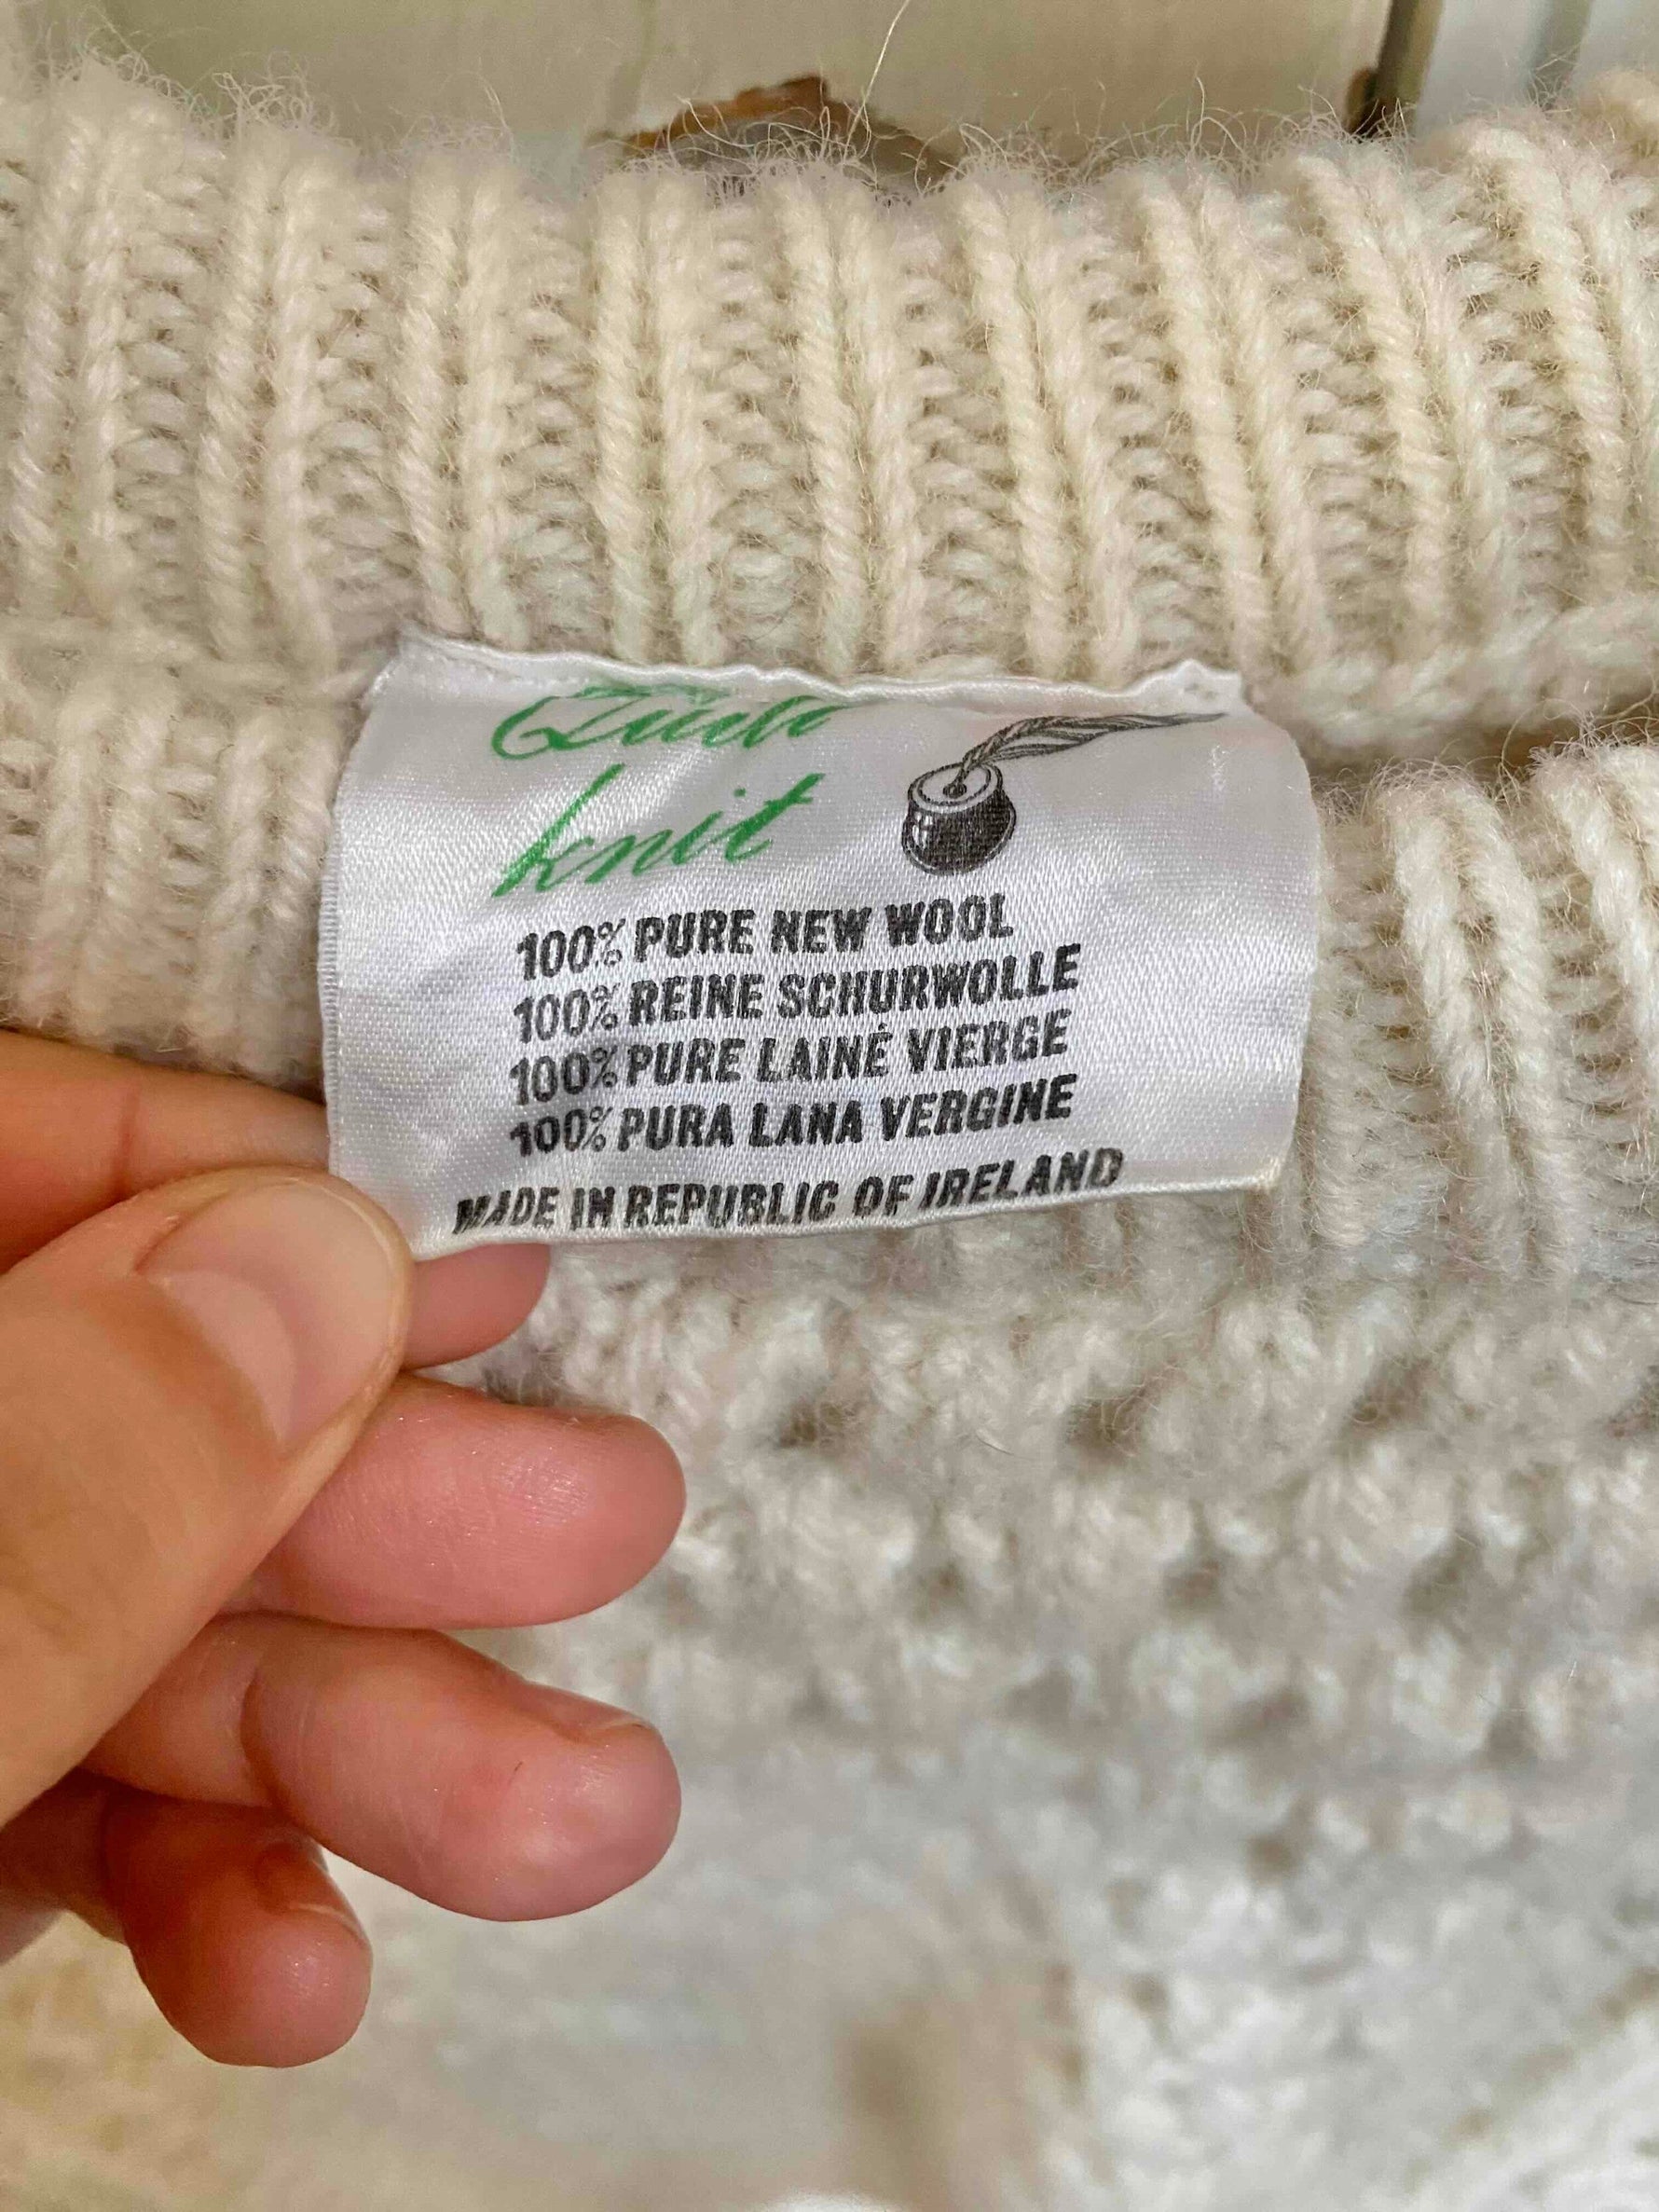 knit
100% PURE NEW WOOL
100% REINE SCHURWOLLE
100% PURE LAINÉ VIERGE
100% PURA LANA VERGINE
MADE IN REPUBLIC OF IRELAND